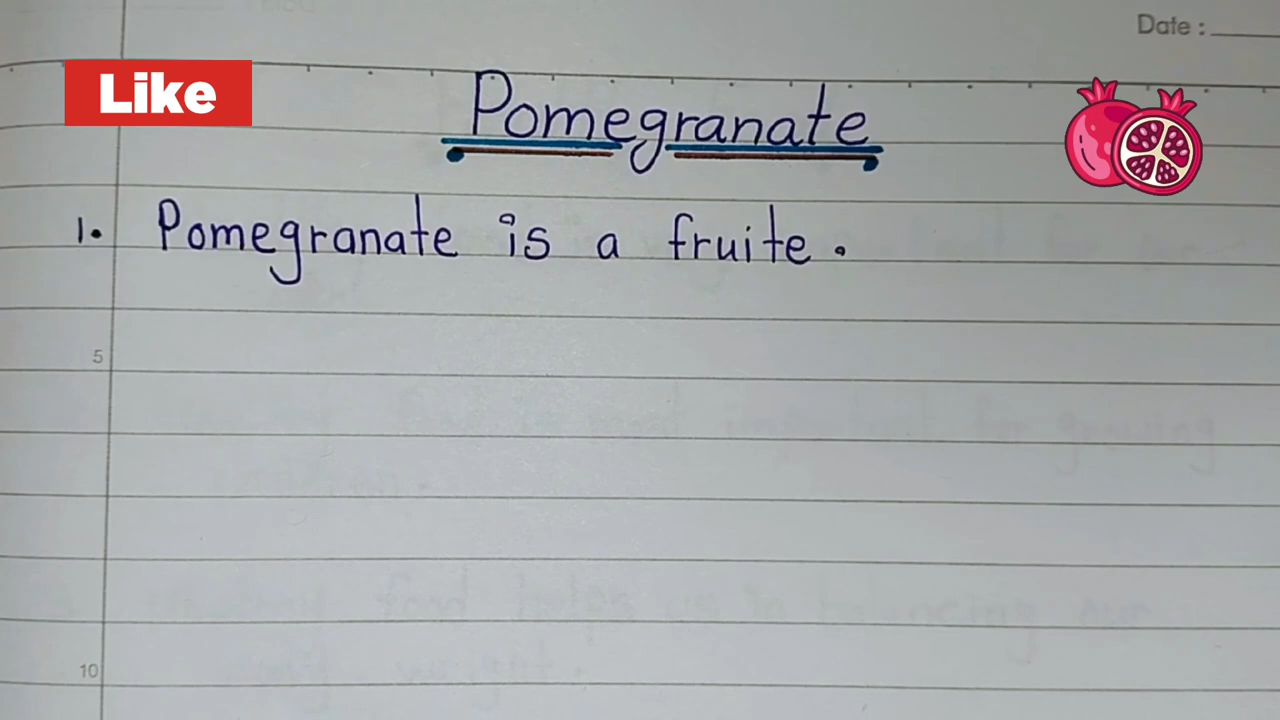 Date :
Like
Pomegranate
1. Pomegranate is a fruite.
5
10